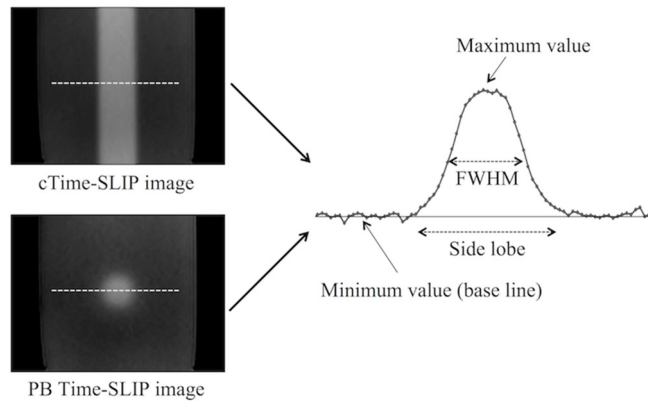 cTime-SLIP image
PB Time-SLIP image
Maximum value
FWHM
Side lobe
Minimum value (base line)